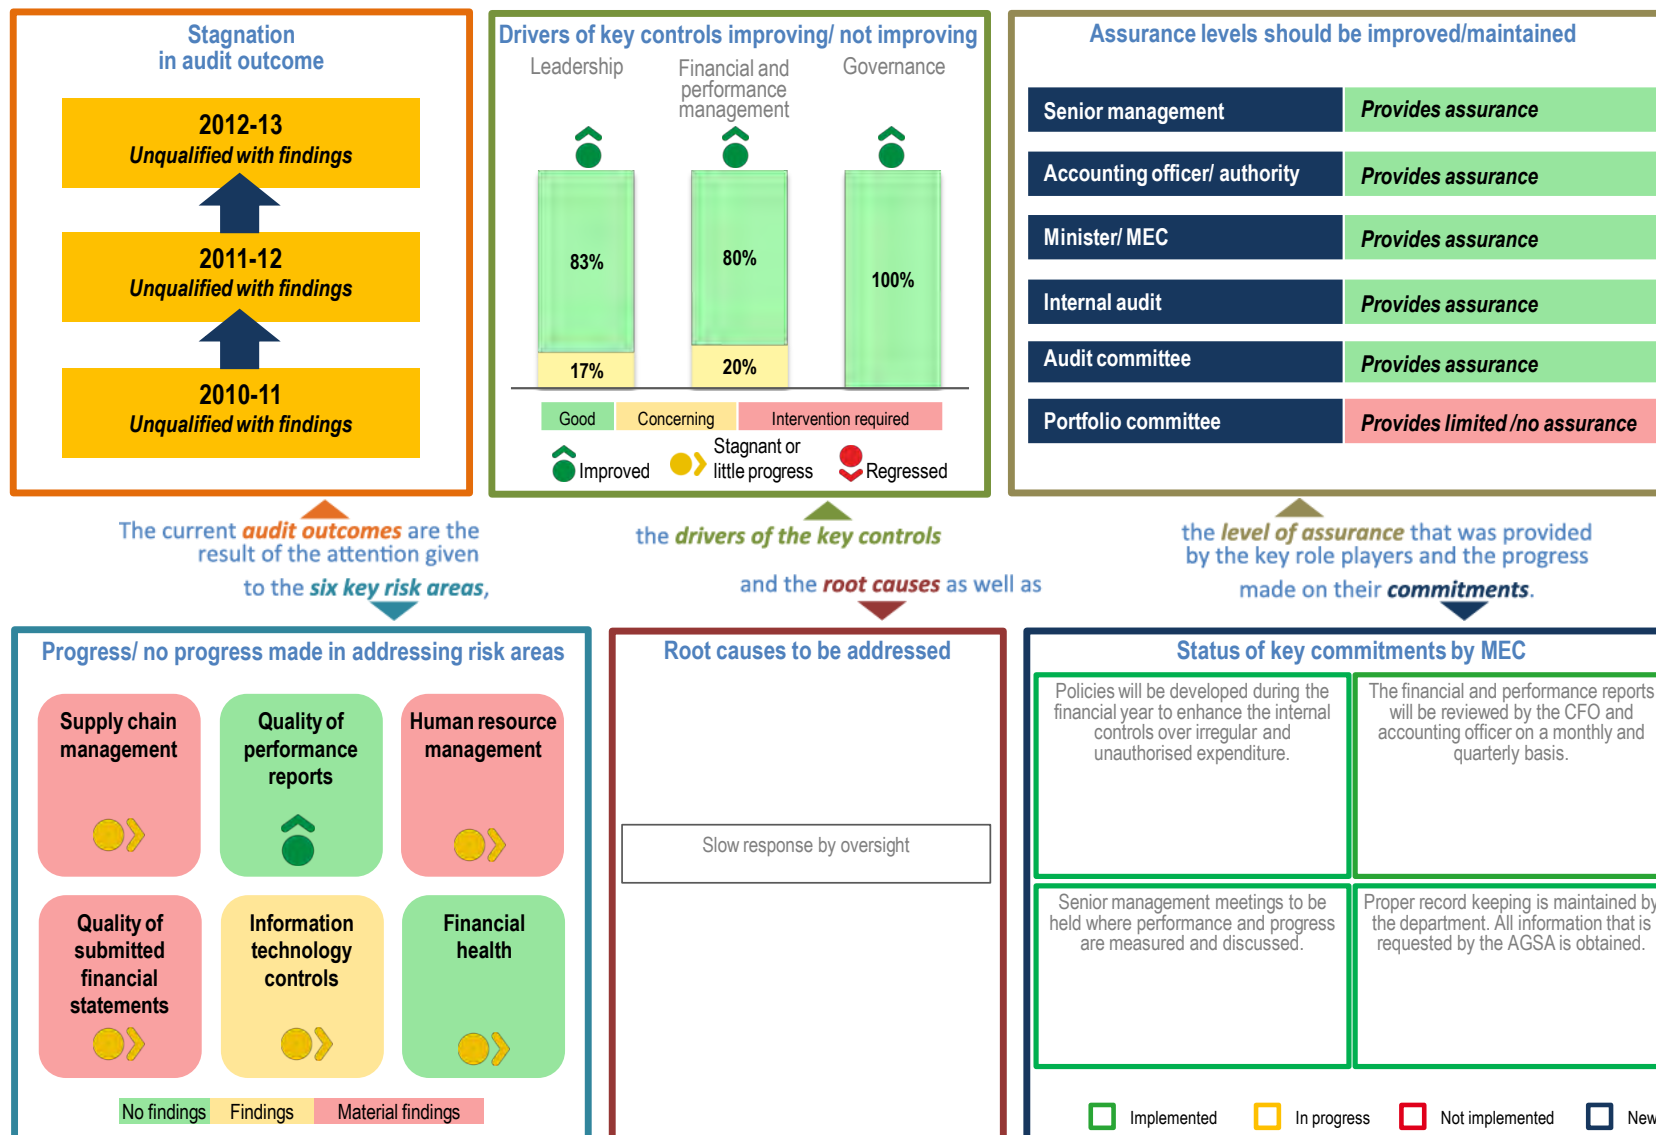 Stagnation
in audit outcome
2012-13
Unqualified with findings
2011-12
Unqualified with findings
2010-11
Unqualified with findings
Drivers of key controls improving/ not improving
Leadership
Financial and
performance
management
Governance
83%
80%
100%
17%
20%
Good
Concerning
Intervention required
Improved
Stagnant or
little progress
Regressed
Assurance levels should be improved/maintained
Senior management
Provides assurance
Accounting officer/ authority
Provides assurance
Minister/ MEC
Provides assurance
Internal audit
Provides assurance
Audit committee
Provides assurance
Portfolio committee
Provides limited /no assurance
The current audit outcomes are the
result of the attention given
to the six key risk areas,
the drivers of the key controls
and the root causes as well as
the level of assurance that was provided
by the key role players and the progress
made on their commitments.
Progress/ no progress made in addressing risk areas
Supply chain
management
Quality of
performance
reports
Human resource
management
Quality of
submitted
financial
statements
Information
technology
controls
Financial
health
No findings
Findings
Material findings
Root causes to be addressed
Slow response by oversight
Status of key commitments by MEC
Policies will be developed during the
financial year to enhance the internal
controls over irregular and
unauthorised expenditure.
The financial and performance reports
will be reviewed by the CFO and
accounting officer on a monthly and
quarterly basis.
Senior management meetings to be
held where performance and progress
are measured and discussed.
Proper record keeping is maintained by
the department. All information that is
requested by the AGSA is obtained.
Implemented
In progress
Not implemented
New